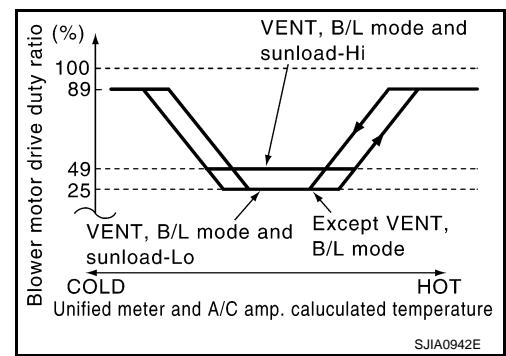 Blower motor drive duty ratio
(%)
VENT, B/L mode and
sunload-Hi
100
89
49
25
VENT, B/L mode and
sunload-Lo
Except VENT,
B/L mode
COLD
HOT
Unified meter and A/C amp. caluculated temperature
SJIA0942E